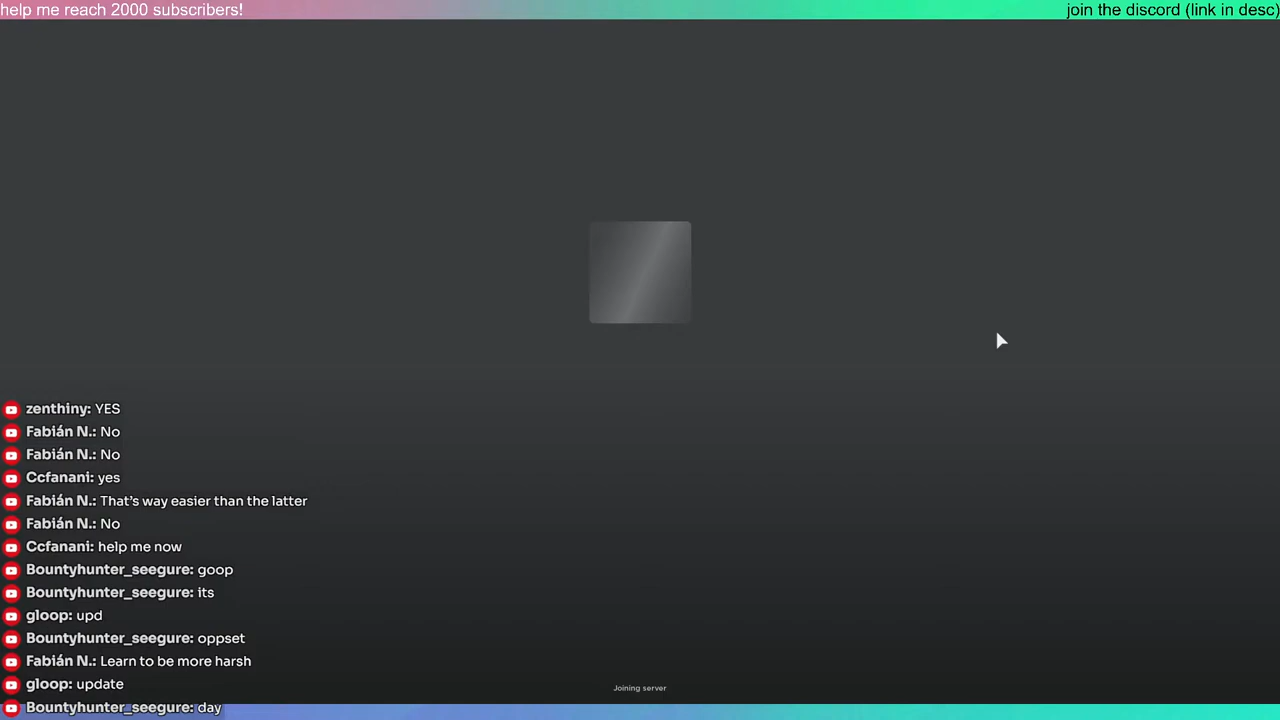 help me reach 2000 subscribers!
join the discord (link in desc)
zenthiny: YES
Fabián N.: No
Fabián N.: No
Ccfanani: yes
Fabián N.: That's way easier than the latter
Fabián N.: No
Ccfanani: help me now
Bountyhunter_seegure: goop
Bountyhunter_seegure: its
gloop: upd
Bountyhunter_seegure: oppset
Fabián N.: Learn to be more harsh
gloop: update
Joining server
Bountyhunter_seegure: day